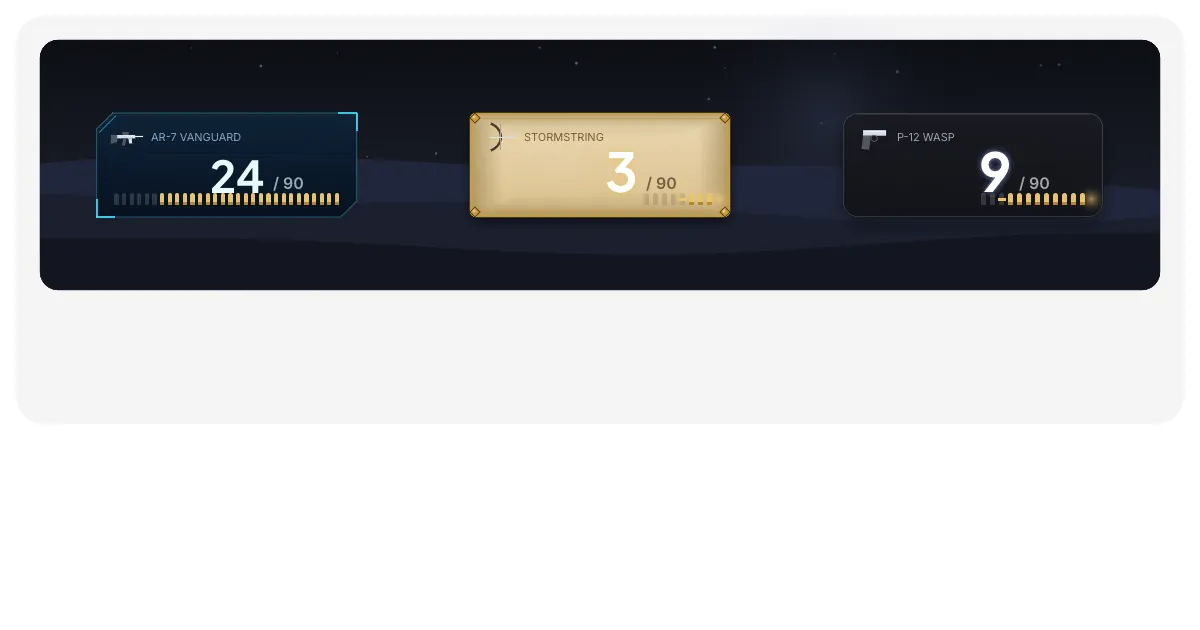 AR-7 VANGUARD
24 / 90
STORMSTRING
3 / 90
P-12 WASP
9 / 90